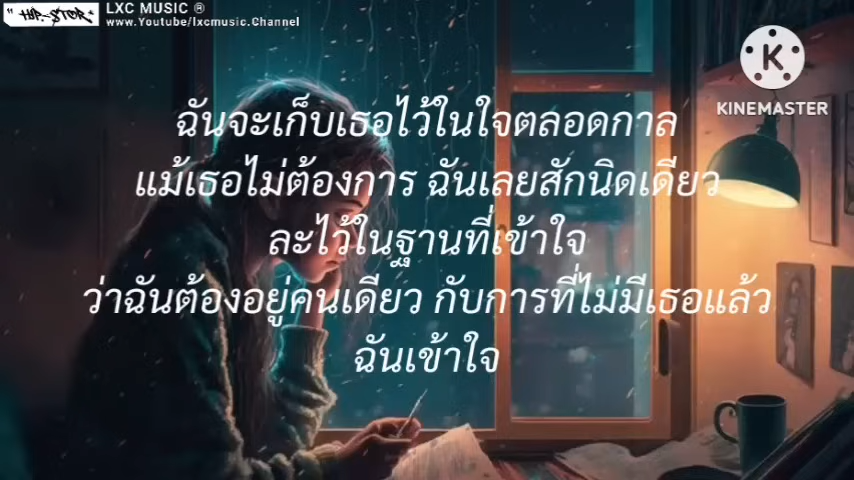 "HIP-STOR"
LXC MUSIC ®
www.Youtube/lxcmusic.Channel
KINEMASTER
ฉันจะเก็บเธอไว้ในใจตลอดกาล
แม้เธอไม่ต้องการ ฉันเลยสักนิดเดียว
ละไว้ในฐานที่เข้าใจ
ว่าฉันต้องอยู่คนเดียว กับการที่ไม่มีเธอแล้ว
ฉันเข้าใจ